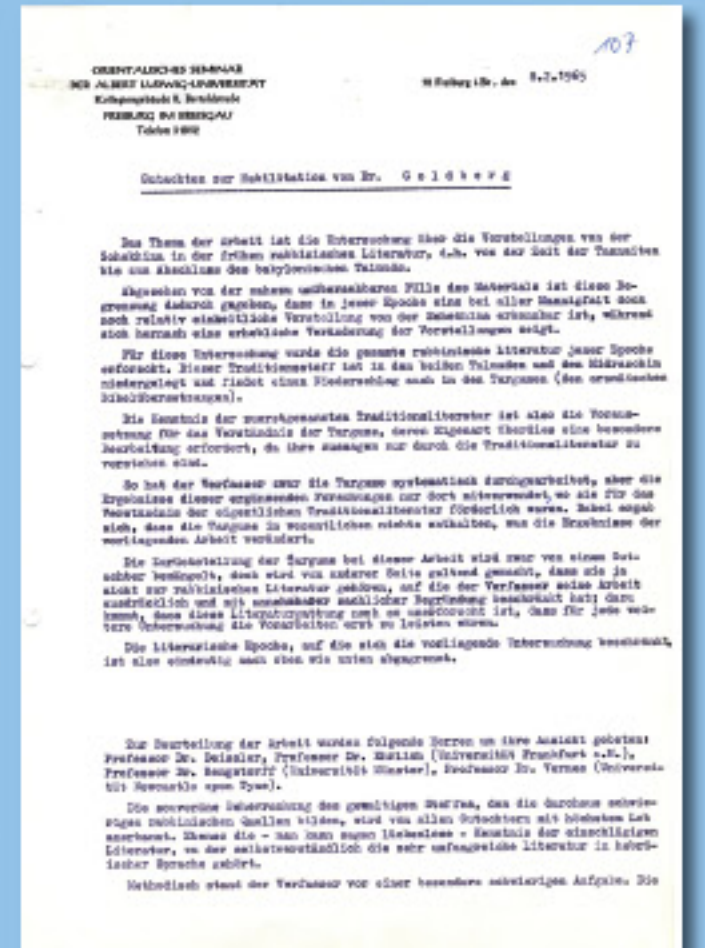 107
ORIENTALISCHES SEMINAR
DER ALBERT LUDWIG-UNIVERSITÄT
Kollegiengebäude
FREIBURG IM BREISGAU
Telefon
Freiburg i.Br., den 8.2.1965
Gutachten zur Habilitation von Dr. G o l d b e r g
Das Thema der Arbeit ist die Untersuchung über die Vorstellungen von der
Schekhina in der frühen rabbinischen Literatur, d.h. von der Zeit der Tannaiten
bis zum Abschluss des babylonischen Talmuds.
Abgesehen von der nahezu unübersehbaren Fülle des Materials ist diese Be-
grenzung dadurch gegeben, dass in jener Epoche eine bei aller doch
noch relativ einheitliche Vorstellung von der Schekhina erkennbar ist, während
sich hernach eine erhebliche Veränderung der Vorstellungen zeigt.
Für diese Untersuchung wurde die gesamte rabbinische Literatur jener Epoche
erforscht. Dieser Traditionsstoff ist in den beiden Talmuden und den Midraschim
niedergelegt und findet einen Niederschlag auch in den Targumen (den aramäischen
Bibelübersetzungen).
Die Kenntnis der zuerstgenannten Traditionsliteratur ist also die Voraus-
setzung für das Verständnis der Targume, deren Eigenart überdies eine besondere
Bearbeitung erfordert, da ihre Aussagen nur durch die Traditionsliteratur zu
verstehen sind.
So hat der Verfasser zwar die Targume systematisch durchgearbeitet, aber die
Ergebnisse dieser ergänzenden Forschungen nur dort mitverwendet, wo sie für das
Verständnis der eigentlichen Traditionsliteratur förderlich waren. Dabei ergab
sich, dass die Targume im wesentlichen nichts enthalten, was die Ergebnisse der
vorliegenden Arbeit verändert.
Die Zurückstellung der Targume bei dieser Arbeit wird zwar von einem Gut-
achter bemängelt, doch wird von anderer Seite geltend gemacht, dass sie ja
nicht zur rabbinischen Literatur gehören, auf die der Verfasser seine Arbeit
ausdrücklich und mit sachlicher Begründung beschränkt hat; dazu
kommt, dass diese Literaturgattung noch so unerforscht ist, dass für jede wei-
tere Untersuchung die Vorarbeiten erst zu leisten wären.
Die literarische Epoche, auf die sich die vorliegende Untersuchung beschränkt,
ist also eindeutig nach oben wie unten abgegrenzt.
Zur Beurteilung der Arbeit wurden folgende Herren um ihre Ansicht gebeten:
Professor Dr. Deissler, Professor Dr. (Universität Frankfurt a.M.),
Professor Dr. Rengstorff (Universität Münster), Professor Dr. Vermes (Universi-
tät Newcastle upon Tyne).
Die souveräne Beherrschung des gewaltigen Stoffes, den die durchaus schwie-
rigen rabbinischen Quellen bilden, wird von allen Gutachtern mit höchstem Lob
anerkannt. Ebenso die - man kann sagen lückenlose - Kenntnis der einschlägigen
Literatur, zu der selbstverständlich die sehr umfangreiche Literatur in hebrä-
ischer Sprache gehört.
Methodisch stand der Verfasser vor einer besonders schwierigen Aufgabe. Die